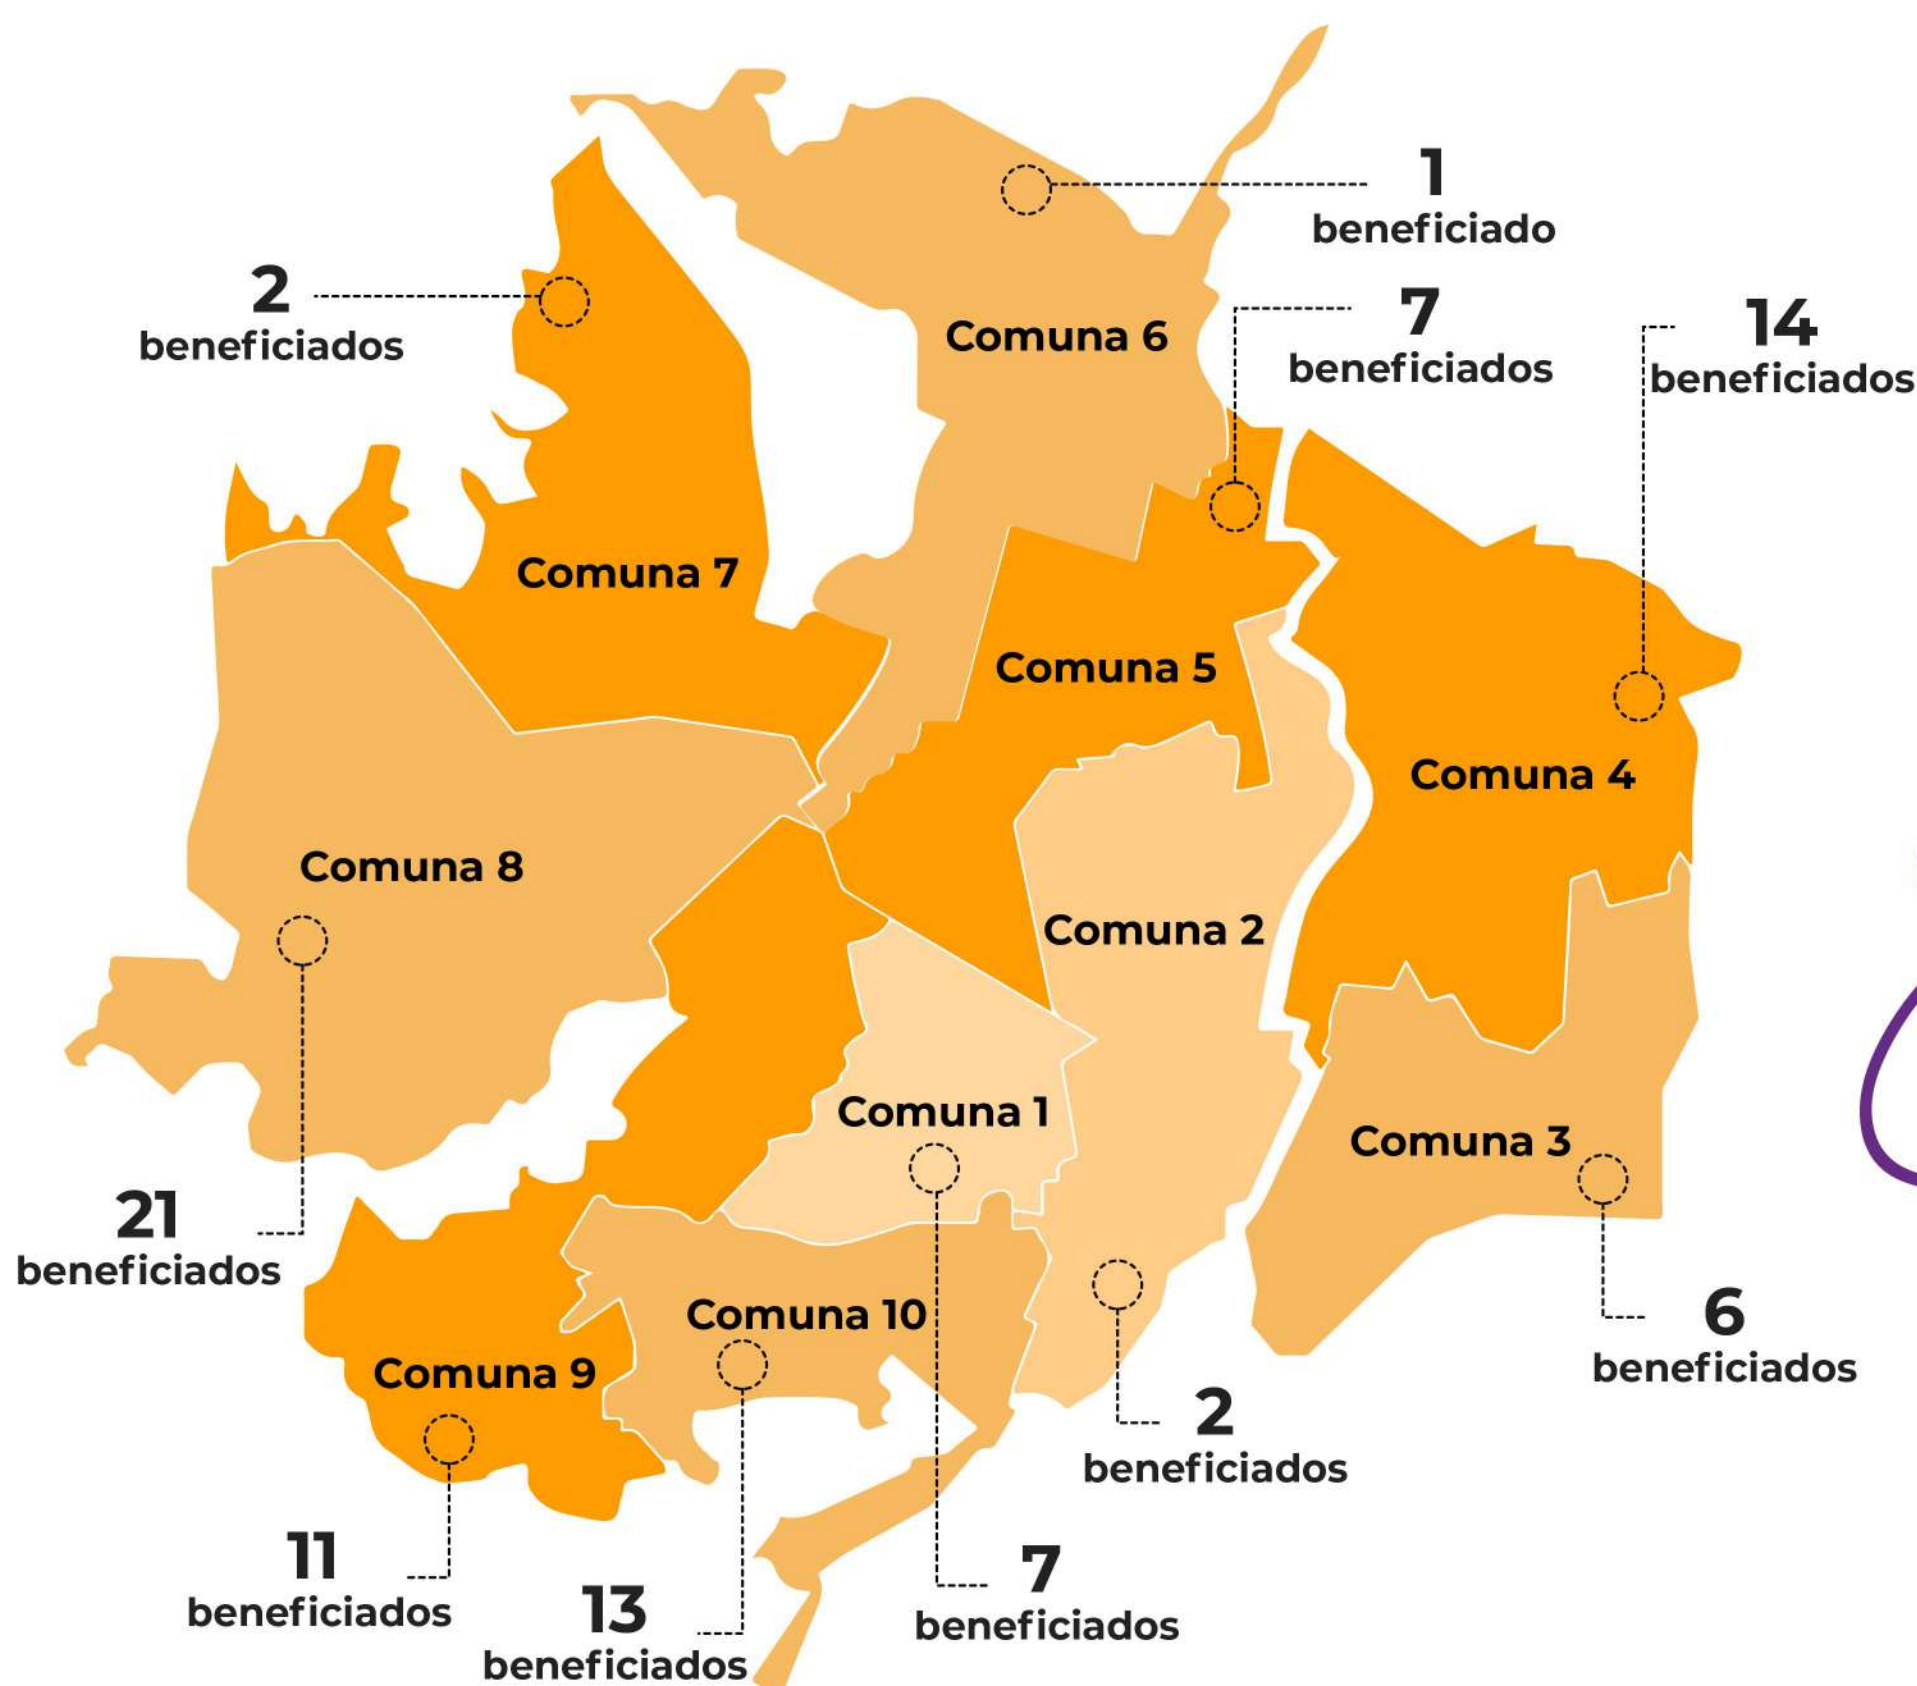 1
beneficiado
2
beneficiados
7
beneficiados
14
beneficiados
Comuna 6
Comuna 7
Comuna 5
Comuna 4
Comuna 8
Comuna 2
Comuna 1
Comuna 3
21
beneficiados
Comuna 10
6
beneficiados
Comuna 9
2
beneficiados
11
beneficiados
13
beneficiados
7
beneficiados